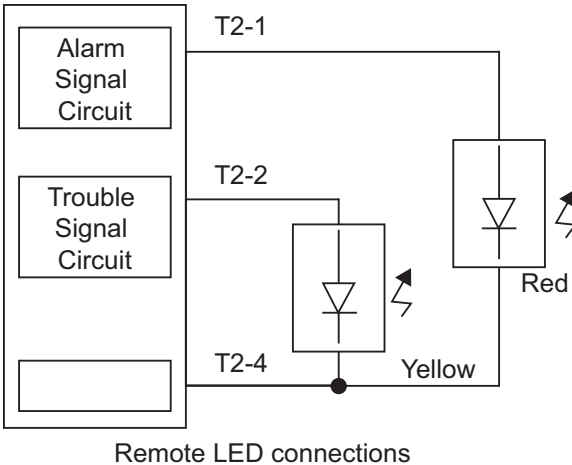 T2-1
Alarm
Signal
Circuit
T2-2
Trouble
Signal
Circuit
Red
T2-4
Yellow
Remote LED connections